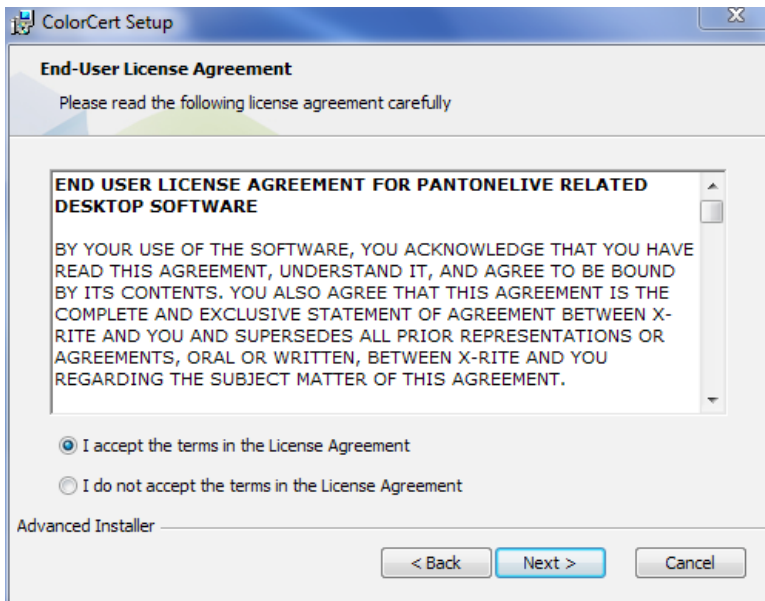 ColorCert Setup
End-User License Agreement
Please read the following license agreement carefully
END USER LICENSE AGREEMENT FOR PANTONELIVE RELATED
DESKTOP SOFTWARE
BY YOUR USE OF THE SOFTWARE, YOU ACKNOWLEDGE THAT YOU HAVE
READ THIS AGREEMENT, UNDERSTAND IT, AND AGREE TO BE BOUND
BY ITS CONTENTS. YOU ALSO AGREE THAT THIS AGREEMENT IS THE
COMPLETE AND EXCLUSIVE STATEMENT OF AGREEMENT BETWEEN X-
RITE AND YOU AND SUPERSEDES ALL PRIOR REPRESENTATIONS OR
AGREEMENTS, ORAL OR WRITTEN, BETWEEN X-RITE AND YOU
REGARDING THE SUBJECT MATTER OF THIS AGREEMENT.
I accept the terms in the License Agreement
I do not accept the terms in the License Agreement
Advanced Installer
< Back Next > Cancel